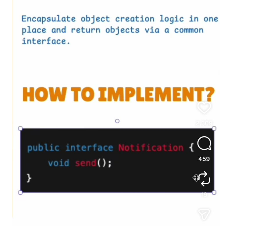 Encapsulate object creation logic in one
place and return objects via a common
interface.
HOW TO IMPLEMENT?
public interface Notification {
void send();
}
459